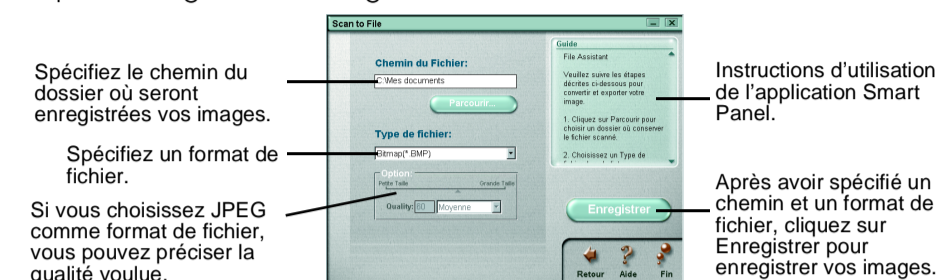 Scan to File
Chemin du Fichier:
C:\Mes documents
Parcourir...
Type de fichier:
Bitmap(*.BMP)
Option:
Petite Taille Grande Taille
Quality: 80 Moyenne
Guide
File Assistant
Veuillez suivre les étapes
décrites ci-dessous pour
convertir et exporter votre
image.
1. Cliquez sur Parcourir pour
choisir un dossier où conserver
le fichier scanné.
2. Choisissez un Type de
Enregistrer
Retour Aide Fin
Spécifiez le chemin du
dossier où seront
enregistrées vos images.
Spécifiez un format de
fichier.
Si vous choisissez JPEG
comme format de fichier,
vous pouvez préciser la
qualité voulue.
Instructions d'utilisation
de l'application Smart
Panel.
Après avoir spécifié un
chemin et un format de
fichier, cliquez sur
Enregistrer pour
enregistrer vos images.